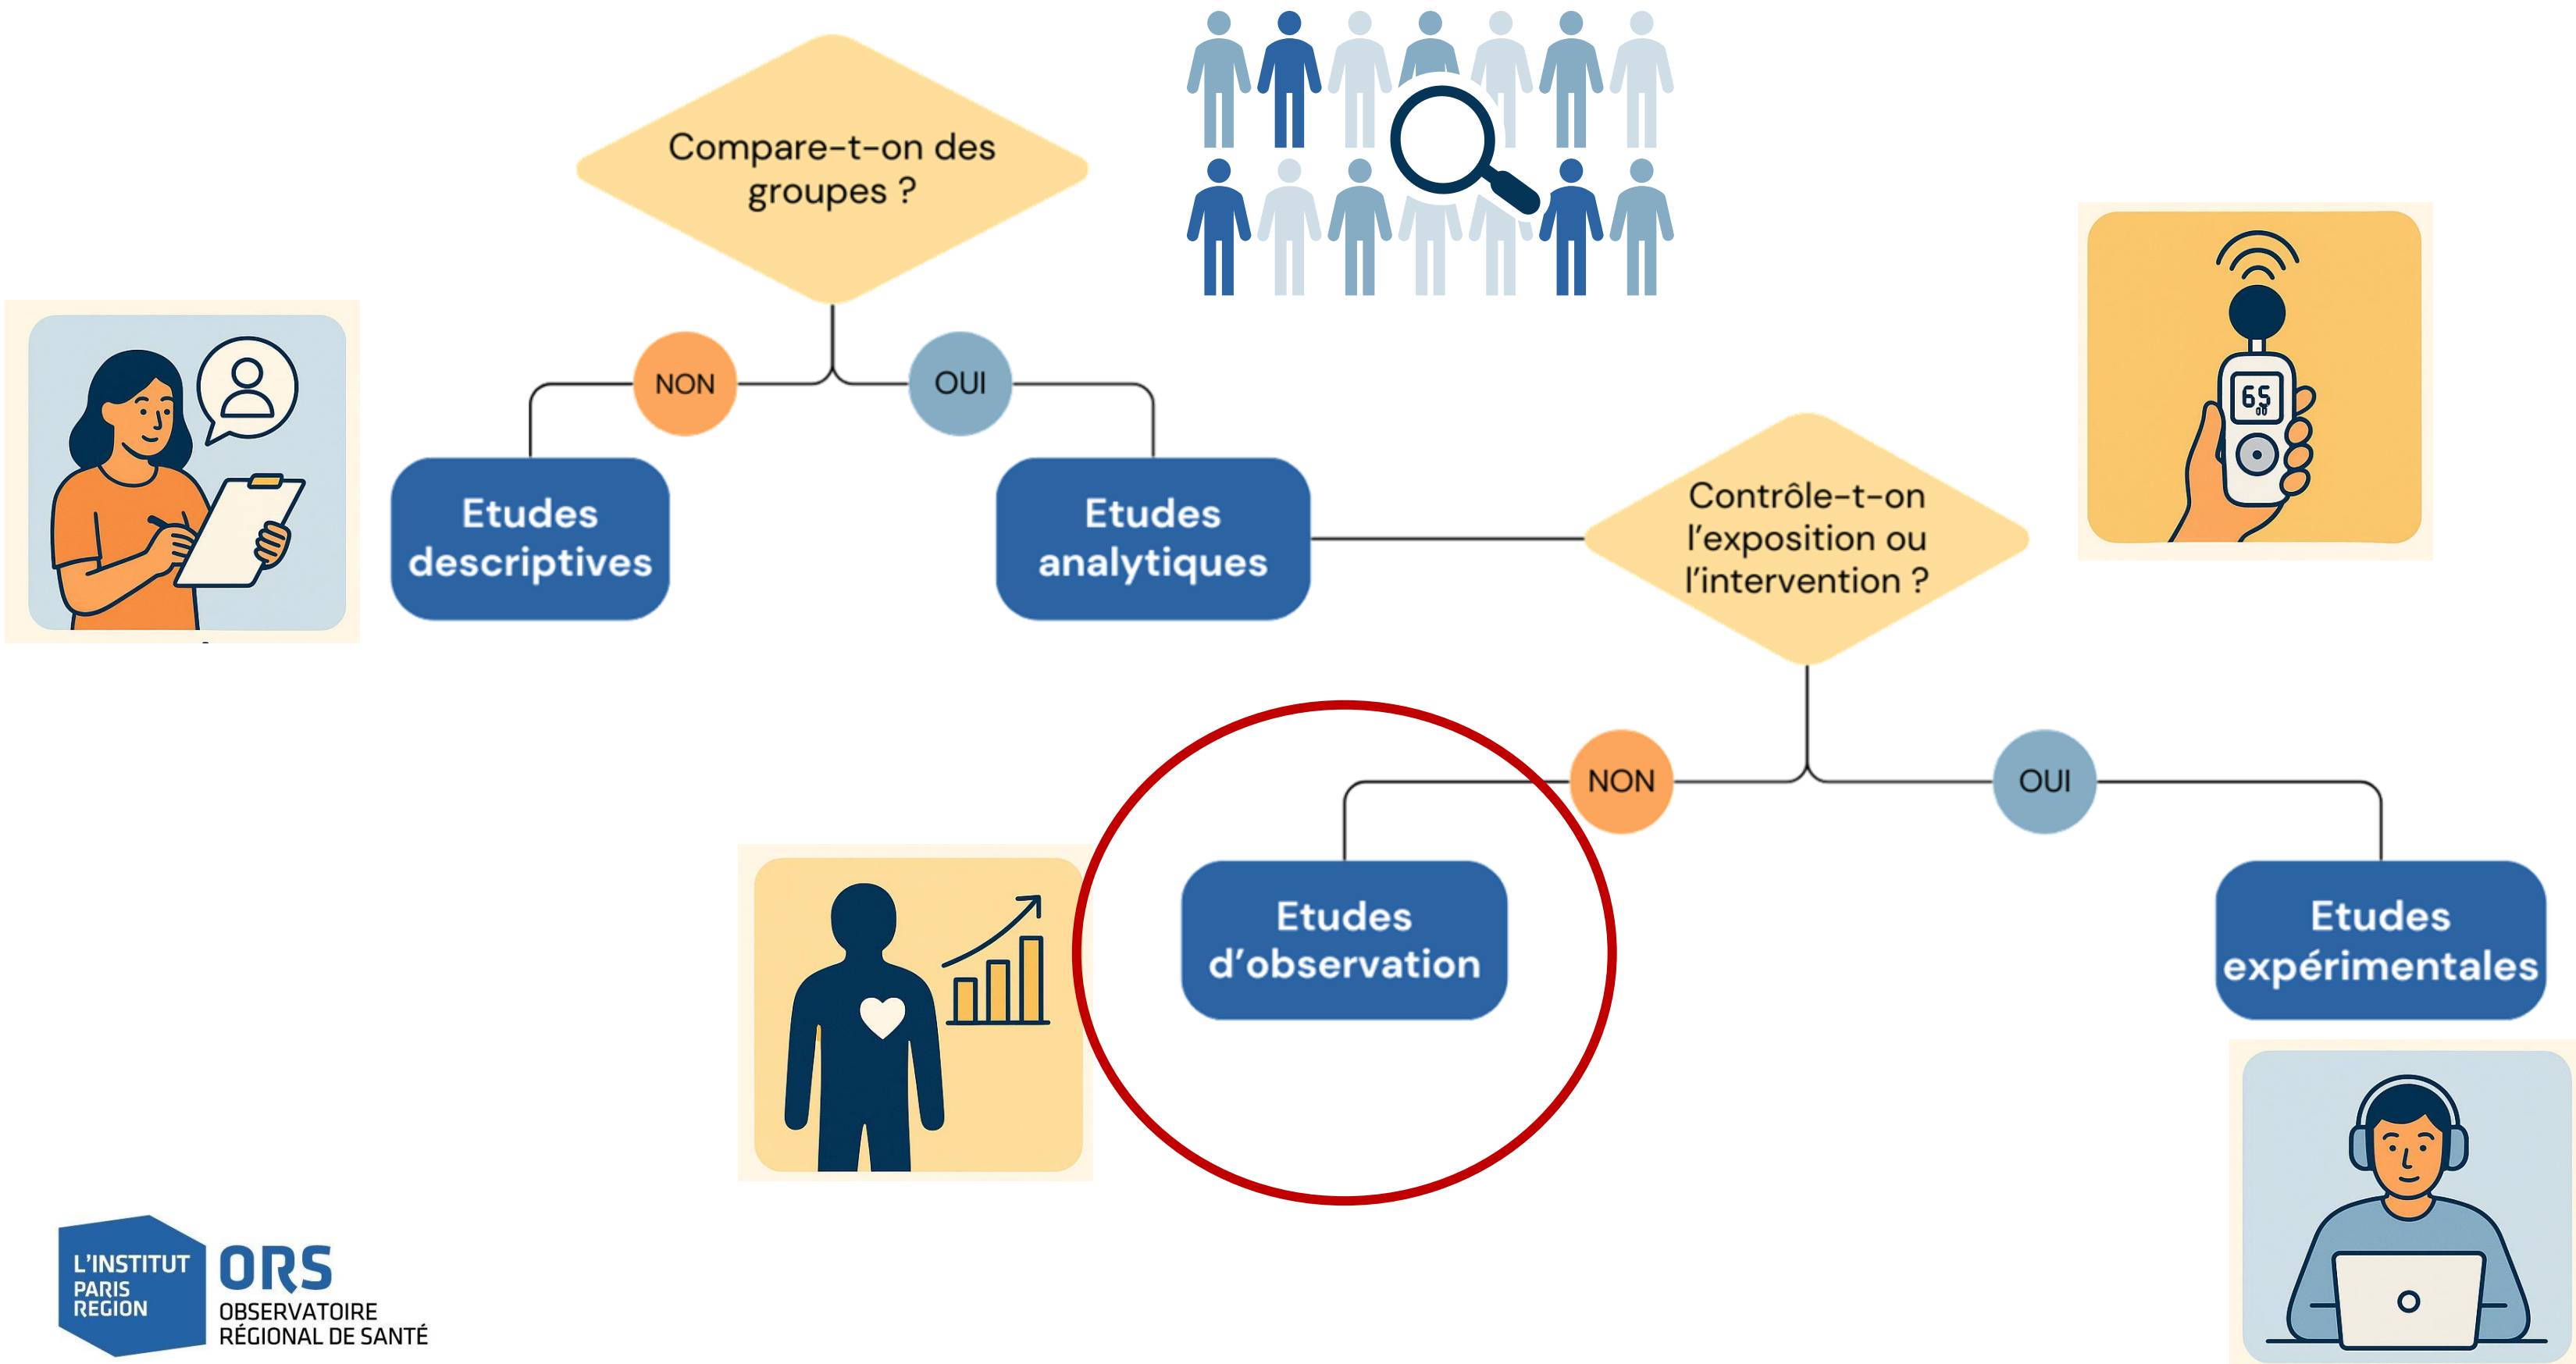 Compare-t-on des
groupes ?
NON
OUI
Etudes
descriptives
Etudes
analytiques
Contrôle-t-on
l'exposition ou
l'intervention ?
65
NON
OUI
Etudes
d'observation
Etudes
expérimentales
L'INSTITUT
PARIS
REGION
ORS
OBSERVATOIRE
RÉGIONAL DE SANTÉ